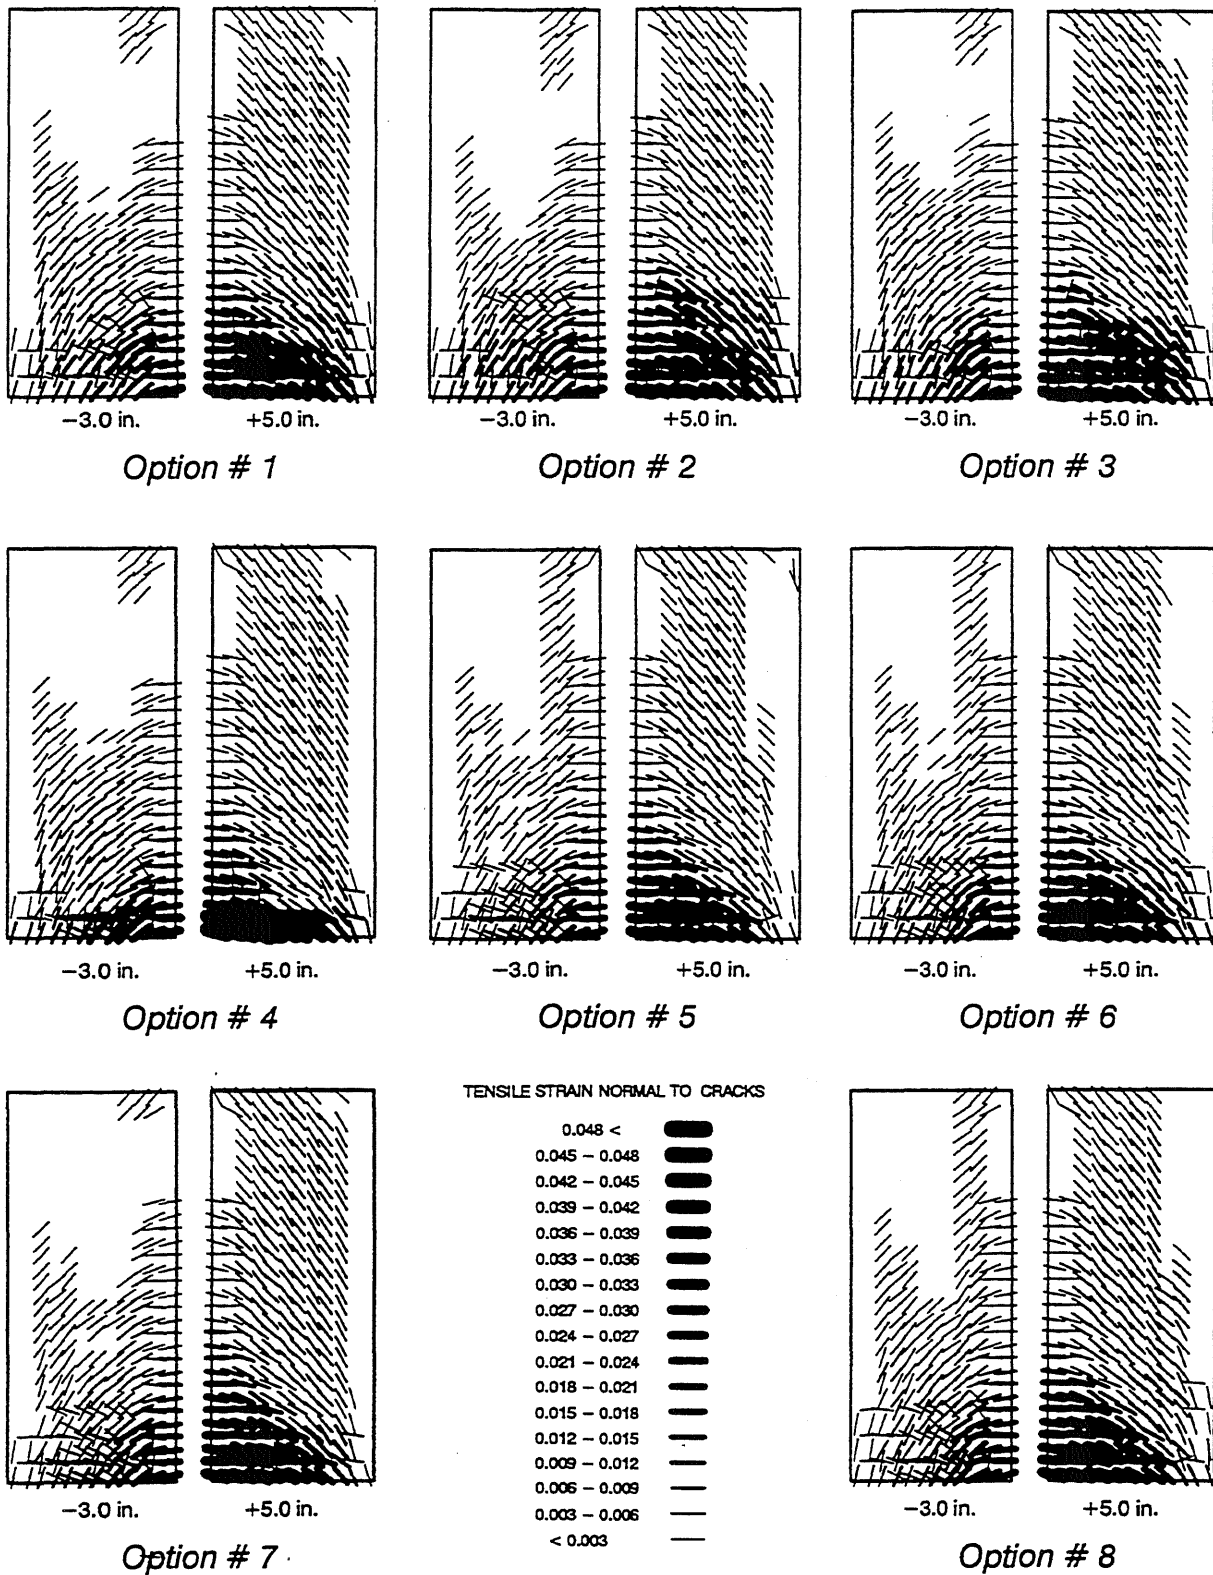 −3.0 in. +5.0 in. −3.0 in. +5.0 in. −3.0 in. +5.0 in.
Option # 1 Option # 2 Option # 3
−3.0 in. +5.0 in. −3.0 in. +5.0 in. −3.0 in. +5.0 in.
Option # 4 Option # 5 Option # 6
TENSILE STRAIN NORMAL TO CRACKS
0.048 <
0.045 − 0.048
0.042 − 0.045
0.039 − 0.042
0.036 − 0.039
0.033 − 0.036
0.030 − 0.033
0.027 − 0.030
0.024 − 0.027
0.021 − 0.024
0.018 − 0.021
0.015 − 0.018
0.012 − 0.015
0.009 − 0.012
0.006 − 0.009
0.003 − 0.006
< 0.003
−3.0 in. +5.0 in. −3.0 in. +5.0 in.
Option # 7 Option # 8